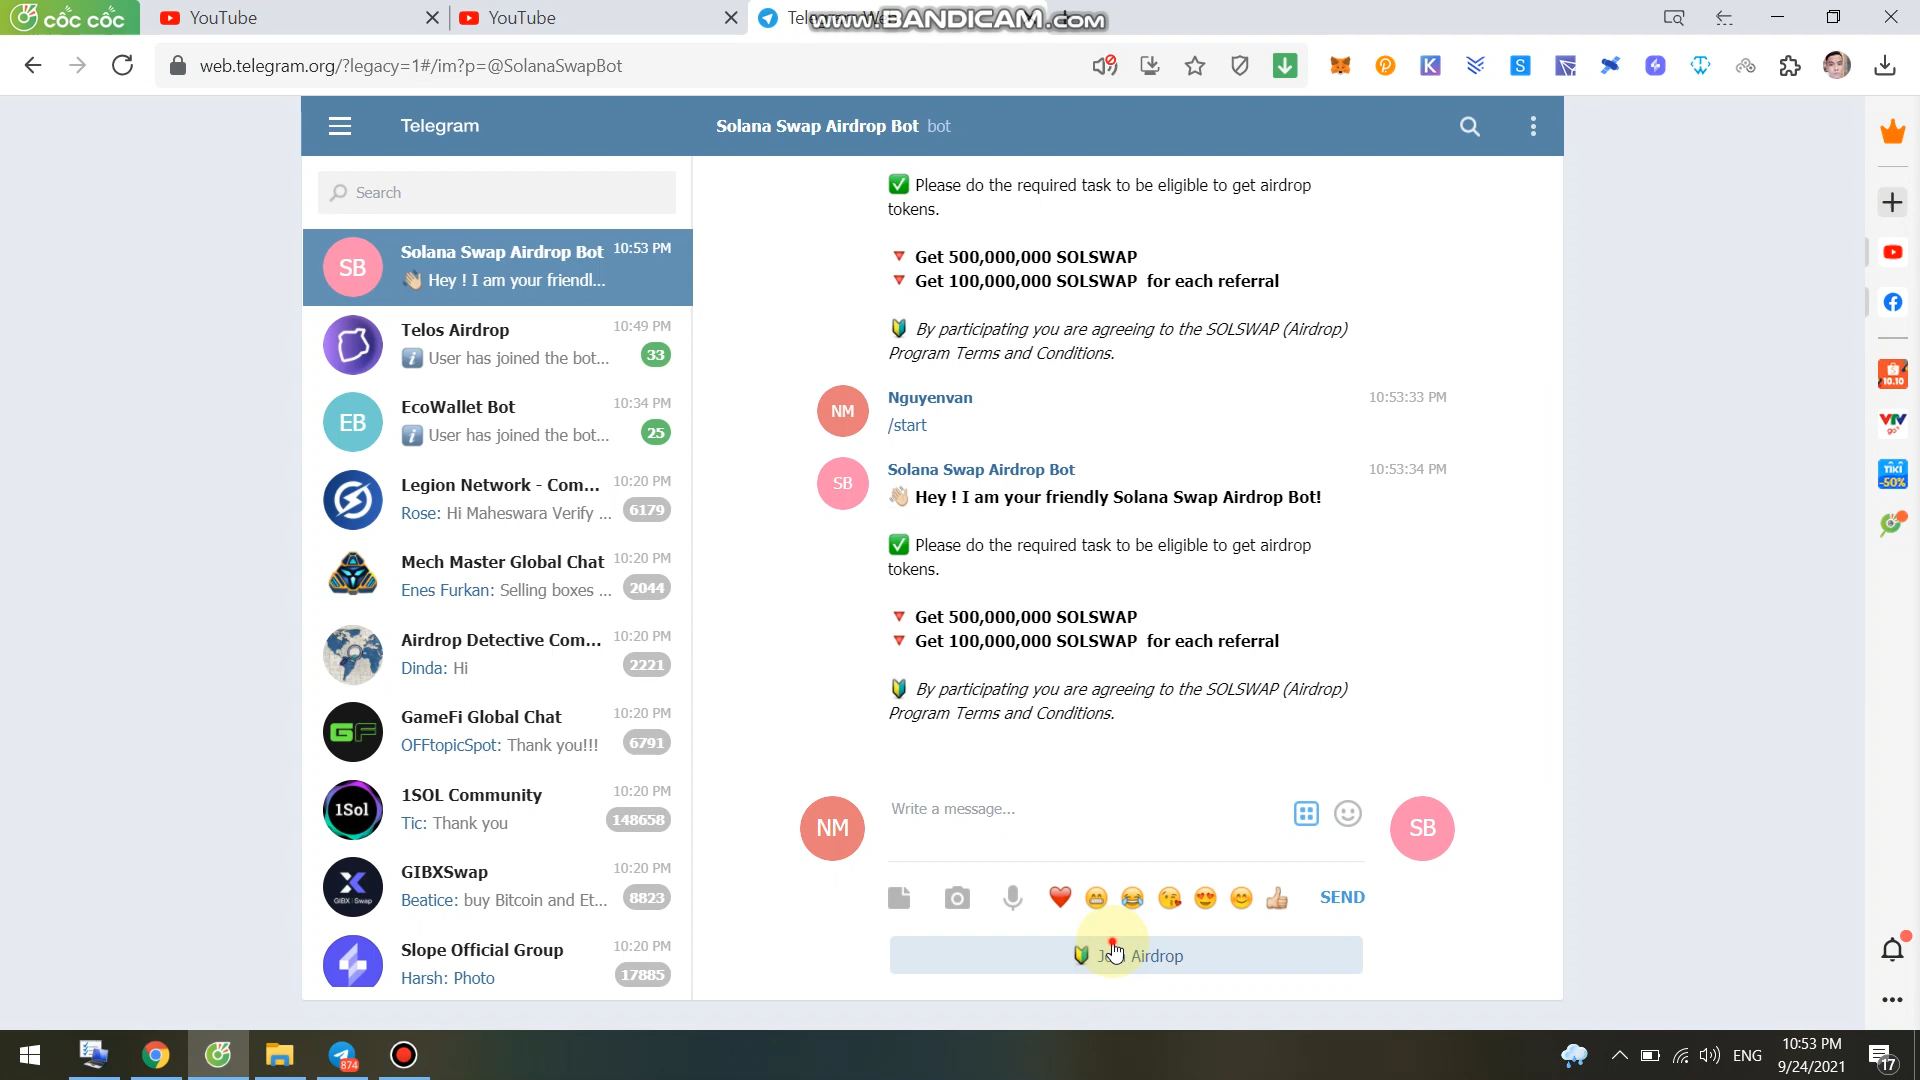 cốc cốc
YouTube
YouTube
www.BANDICAM.com
web.telegram.org/?legacy=1#/im?p=@SolanaSwapBot
Telegram
Solana Swap Airdrop Bot bot
Search
SB
Solana Swap Airdrop Bot 10:53 PM
👋 Hey ! I am your friendl...
Telos Airdrop 10:49 PM
User has joined the bot... 33
EB
EcoWallet Bot 10:34 PM
User has joined the bot... 25
Legion Network - Com... 10:20 PM
Rose: Hi Maheswara Verify ... 6179
Mech Master Global Chat 10:20 PM
Enes Furkan: Selling boxes ... 2044
Airdrop Detective Com... 10:20 PM
Dinda: Hi 2221
GF
GameFi Global Chat 10:20 PM
OFFtopicSpot: Thank you!!! 6791
1Sol
1SOL Community 10:20 PM
Tic: Thank you 148658
GIBX Swap
GIBXSwap 10:20 PM
Beatice: buy Bitcoin and Et... 8823
Slope Official Group 10:20 PM
Harsh: Photo 17885
✅ Please do the required task to be eligible to get airdrop
tokens.
🔻 Get 500,000,000 SOLSWAP
🔻 Get 100,000,000 SOLSWAP for each referral
🔰 By participating you are agreeing to the SOLSWAP (Airdrop)
Program Terms and Conditions.
NM
Nguyenvan 10:53:33 PM
/start
SB
Solana Swap Airdrop Bot 10:53:34 PM
👋 Hey ! I am your friendly Solana Swap Airdrop Bot!
✅ Please do the required task to be eligible to get airdrop
tokens.
🔻 Get 500,000,000 SOLSWAP
🔻 Get 100,000,000 SOLSWAP for each referral
🔰 By participating you are agreeing to the SOLSWAP (Airdrop)
Program Terms and Conditions.
NM
Write a message...
SB
SEND
🔰 Join Airdrop
10.10
VTV
go
TIKI
-50%
874
ENG
10:53 PM
9/24/2021
17